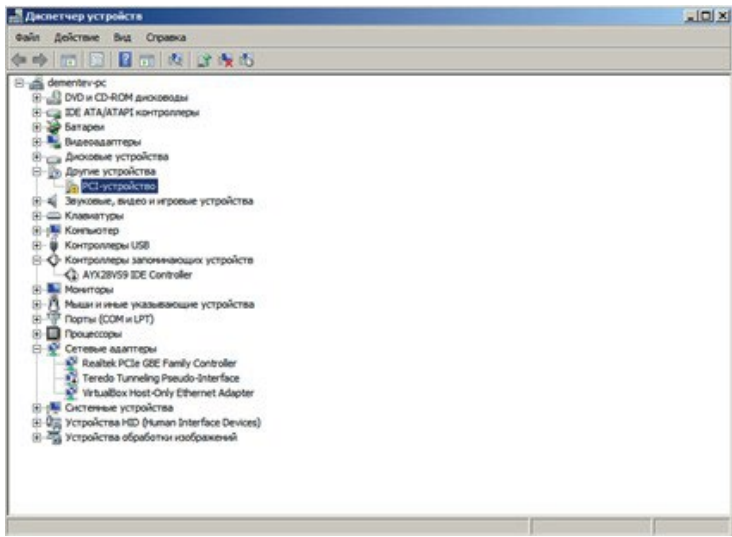 Диспетчер устройств
Файл Действие Вид Справка
dementev-pc
DVD и CD-ROM дисководы
IDE ATA/ATAPI контроллеры
Батареи
Видеоадаптеры
Дисковые устройства
Другие устройства
PCI-устройство
Звуковые, видео и игровые устройства
Клавиатуры
Компьютер
Контроллеры USB
Контроллеры запоминающих устройств
AYX28VS9 IDE Controller
Мониторы
Мыши и иные указывающие устройства
Порты (COM и LPT)
Процессоры
Сетевые адаптеры
Realtek PCIe GBE Family Controller
Teredo Tunneling Pseudo-Interface
VirtualBox Host-Only Ethernet Adapter
Системные устройства
Устройства HID (Human Interface Devices)
Устройства обработки изображений